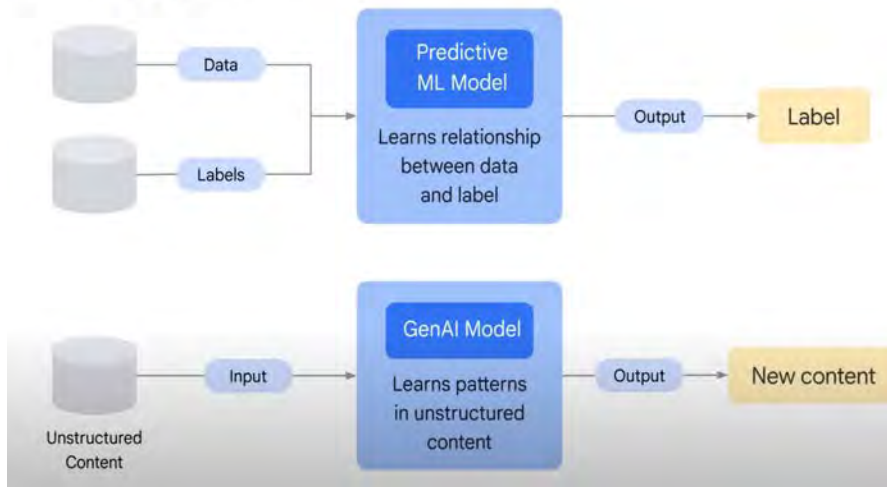 Data
Labels
Predictive
ML Model
Learns relationship
between data
and label
Output
Label
Unstructured
Content
Input
GenAI Model
Learns patterns
in unstructured
content
Output
New content